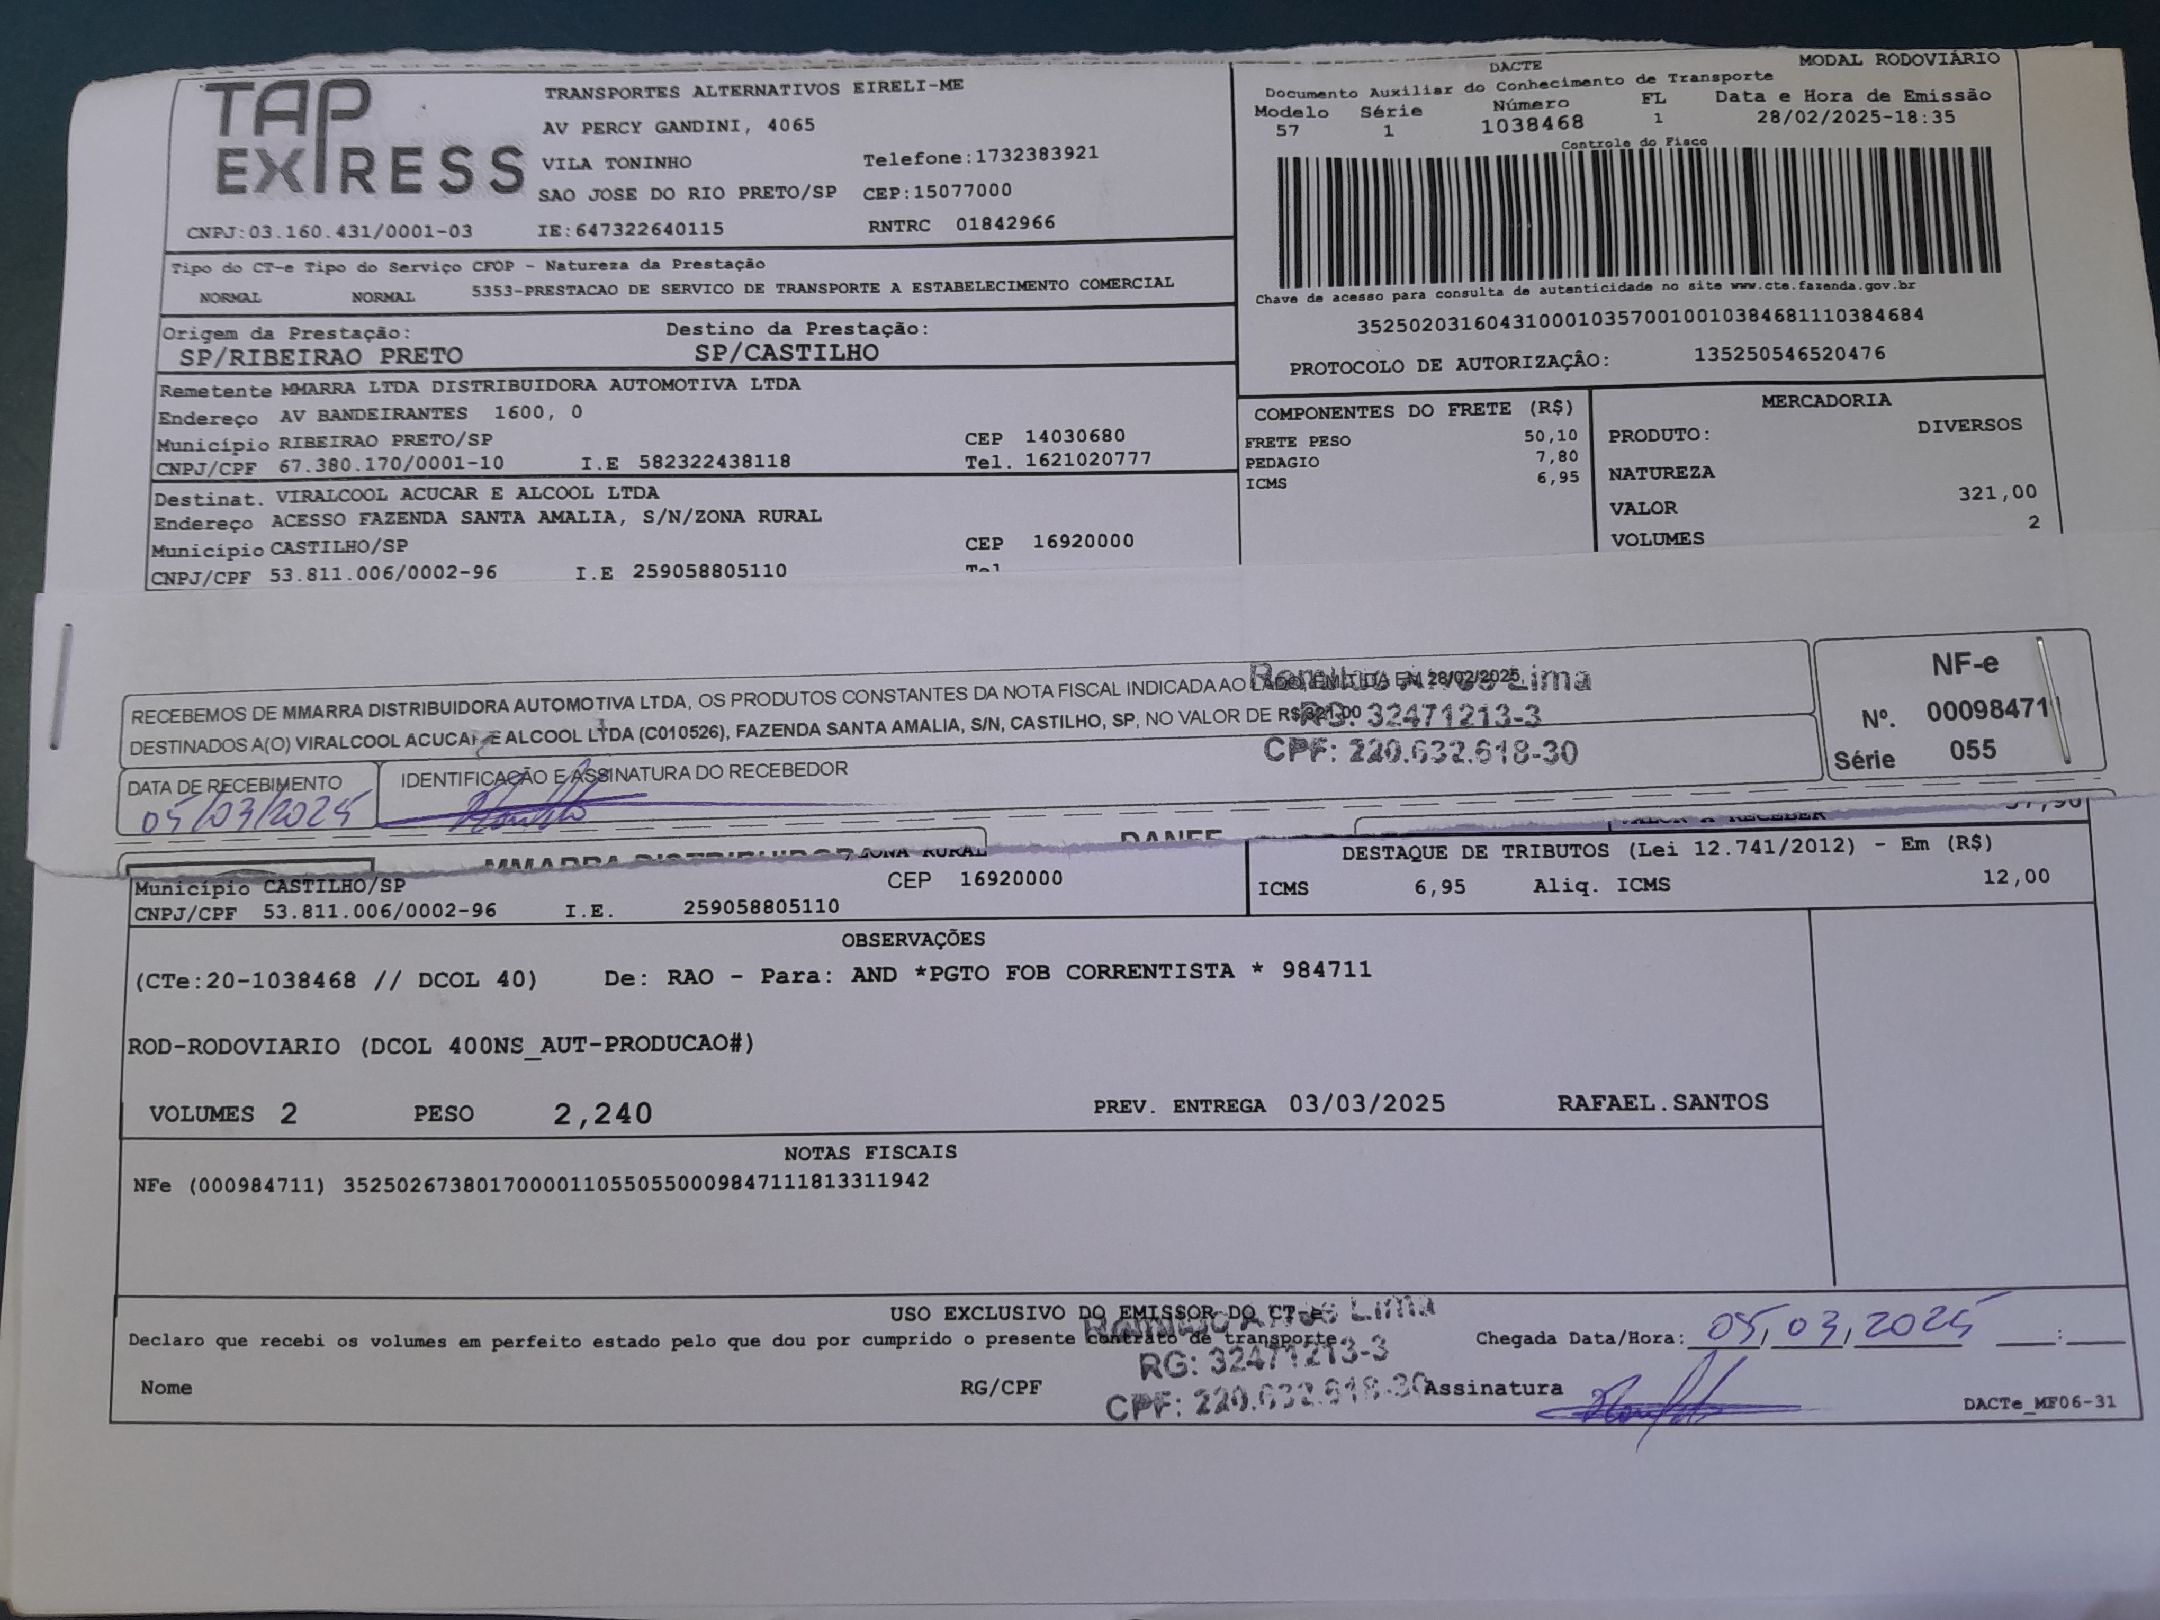 TAP EXPRESS
TRANSPORTES ALTERNATIVOS EIRELI-ME
AV PERCY GANDINI, 4065
VILA TONINHO Telefone:1732383921
SAO JOSE DO RIO PRETO/SP CEP:15077000
CNPJ:03.160.431/0001-03 IE:647322640115 RNTRC 01842966
DACTE MODAL RODOVIÁRIO
Documento Auxiliar do Conhecimento de Transporte
Modelo Série Número FL Data e Hora de Emissão
57 1 1038468 1 28/02/2025-18:35
Controle do Fisco
Chave de acesso para consulta de autenticidade no site www.cte.fazenda.gov.br
35250203160431000103570010010384681110384684
PROTOCOLO DE AUTORIZAÇÂO: 135250546520476
Tipo do CT-e Tipo do Serviço CFOP - Natureza da Prestação
NORMAL NORMAL 5353-PRESTACAO DE SERVICO DE TRANSPORTE A ESTABELECIMENTO COMERCIAL
Origem da Prestação: Destino da Prestação:
SP/RIBEIRAO PRETO SP/CASTILHO
Remetente MMARRA LTDA DISTRIBUIDORA AUTOMOTIVA LTDA
Endereço AV BANDEIRANTES 1600, 0
Município RIBEIRAO PRETO/SP CEP 14030680
CNPJ/CPF 67.380.170/0001-10 I.E 582322438118 Tel. 1621020777
Destinat. VIRALCOOL ACUCAR E ALCOOL LTDA
Endereço ACESSO FAZENDA SANTA AMALIA, S/N/ZONA RURAL
Município CASTILHO/SP CEP 16920000
CNPJ/CPF 53.811.006/0002-96 I.E 259058805110 Tel
COMPONENTES DO FRETE (R$)
FRETE PESO 50,10
PEDAGIO 7,80
ICMS 6,95
MERCADORIA
PRODUTO: DIVERSOS
NATUREZA
VALOR 321,00
VOLUMES 2
RECEBEMOS DE MMARRA DISTRIBUIDORA AUTOMOTIVA LTDA, OS PRODUTOS CONSTANTES DA NOTA FISCAL INDICADA AO LADO, EMITIDA EM 28/02/2025,
DESTINADOS A(O) VIRALCOOL ACUCAR E ALCOOL LTDA (C010526), FAZENDA SANTA AMALIA, S/N, CASTILHO, SP, NO VALOR DE R$ 321,00
Lima
RG: 32471213-3
CPF: 220.632.618-30
DATA DE RECEBIMENTO IDENTIFICAÇÃO E ASSINATURA DO RECEBEDOR
05/03/2025
NF-e
Nº. 000984711
Série 055
DANFE
MMARRA DISTRIBUIDORA
ZONA RURAL
VALOR A RECEBER 57,90
Município CASTILHO/SP CEP 16920000
CNPJ/CPF 53.811.006/0002-96 I.E. 259058805110
DESTAQUE DE TRIBUTOS (Lei 12.741/2012) - Em (R$)
ICMS 6,95 Aliq. ICMS 12,00
OBSERVAÇÕES
(CTe:20-1038468 // DCOL 40) De: RAO - Para: AND *PGTO FOB CORRENTISTA * 984711
ROD-RODOVIARIO (DCOL 400NS_AUT-PRODUCAO#)
VOLUMES 2 PESO 2,240 PREV. ENTREGA 03/03/2025 RAFAEL.SANTOS
NOTAS FISCAIS
NFe (000984711) 35250267380170000110550550009847111813311942
USO EXCLUSIVO DO EMISSOR DO CT-e
Declaro que recebi os volumes em perfeito estado pelo que dou por cumprido o presente contrato de transporte.
Chegada Data/Hora: 05/03/2025 __:__
Lima
RG: 32471213-3
CPF: 220.632.618-30
Nome RG/CPF Assinatura
DACTe_MF06-31